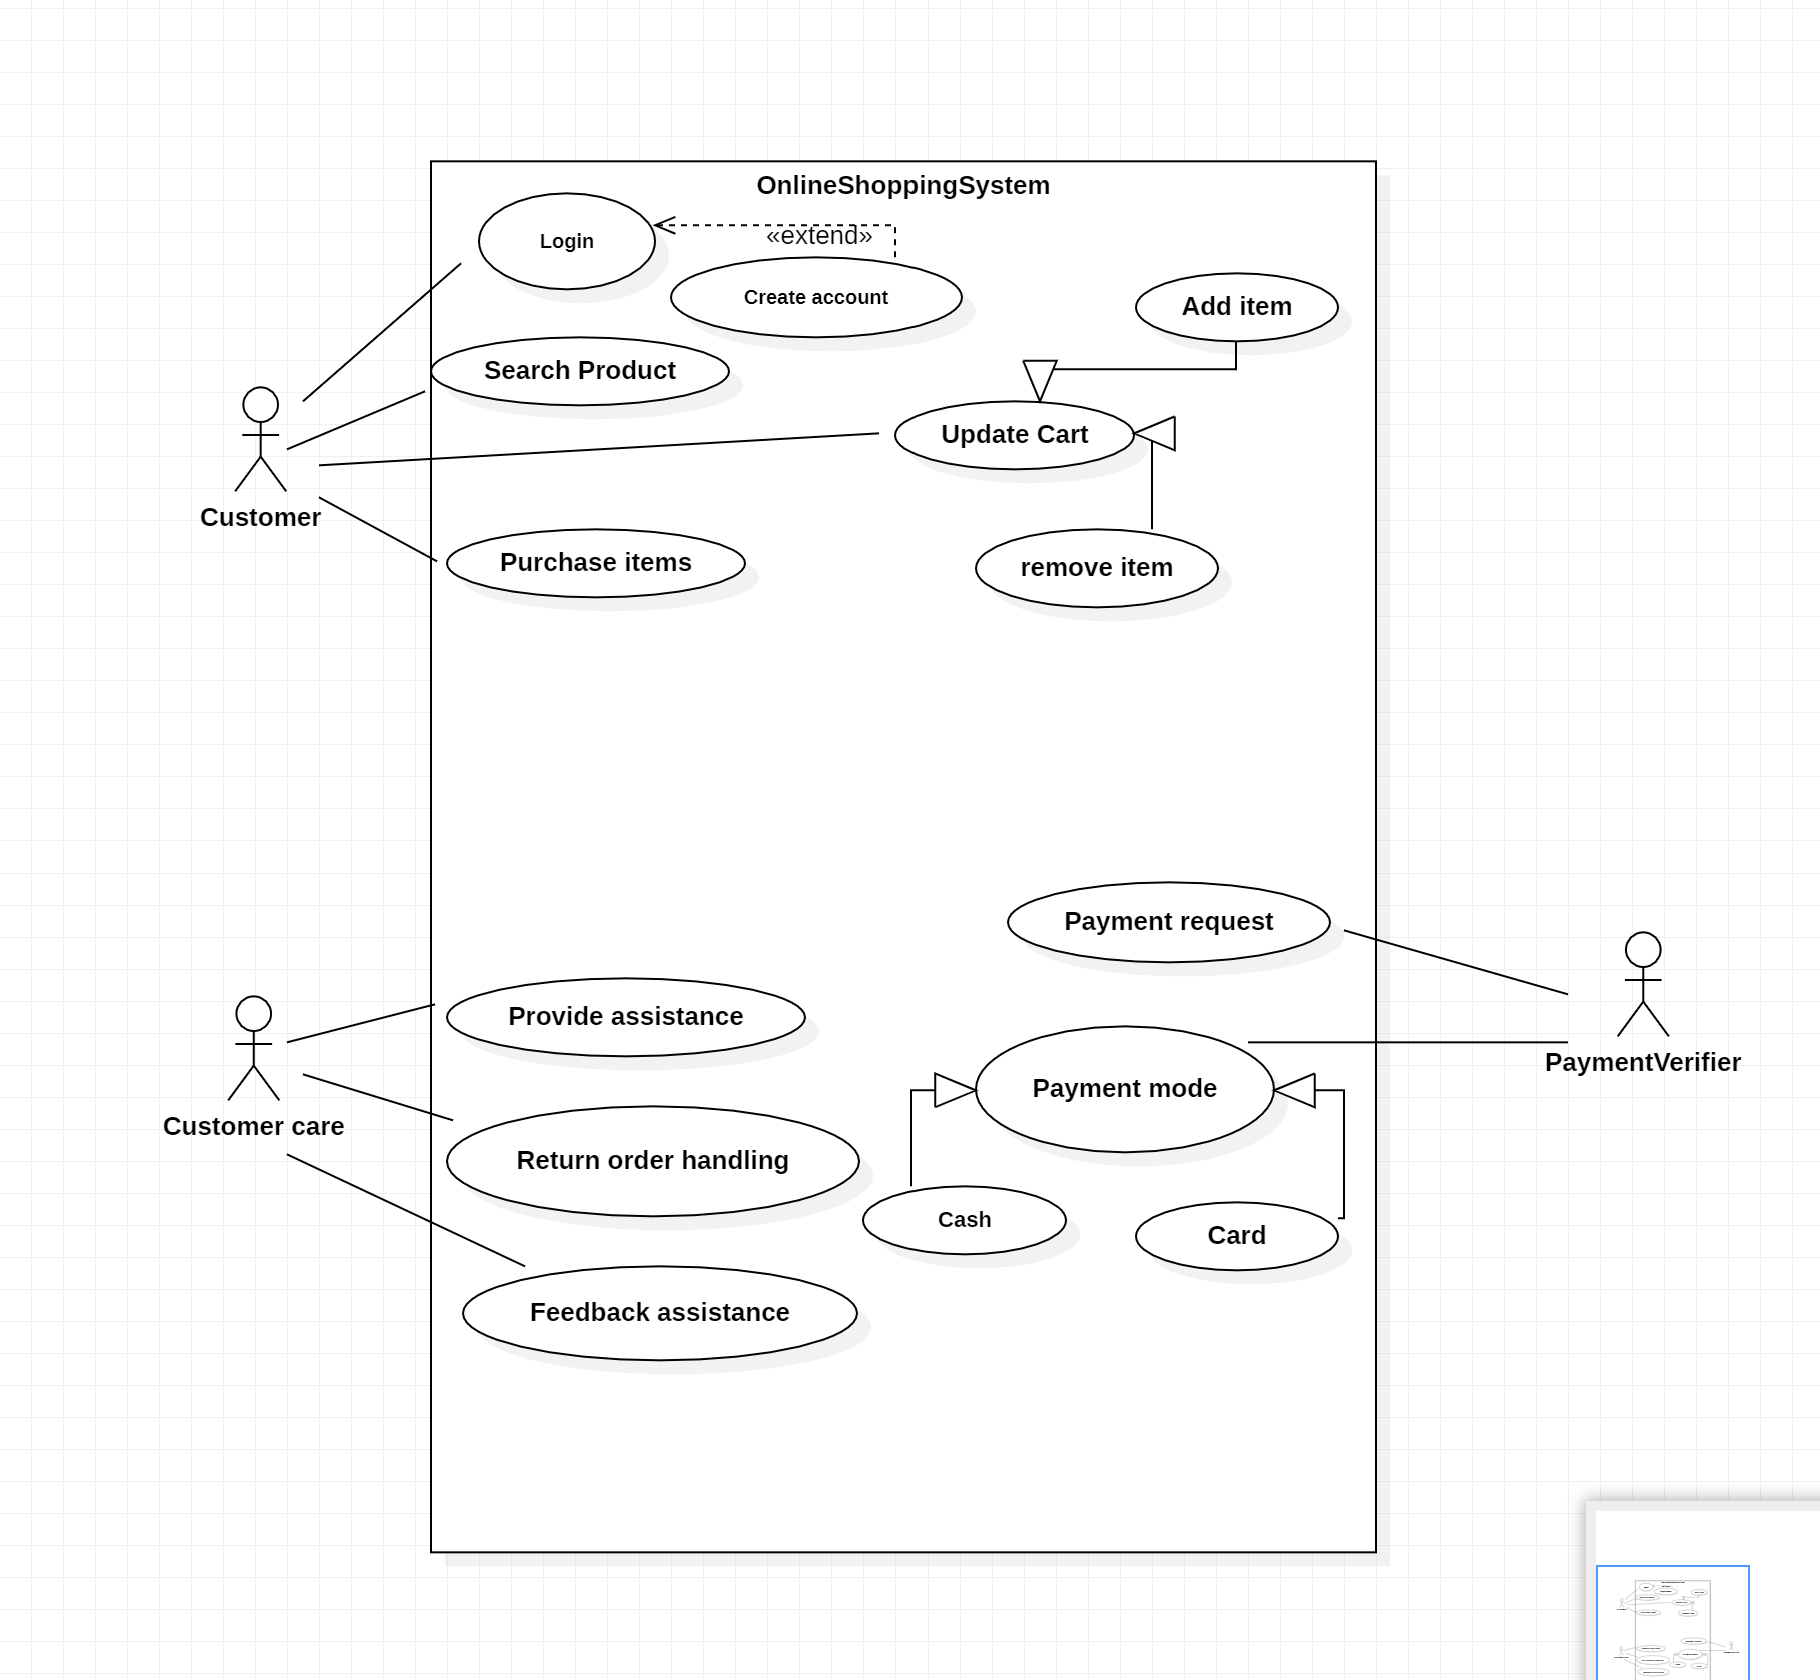 OnlineShoppingSystem
Login
«extend»
Create account
Add item
Search Product
Update Cart
Customer
Purchase items
remove item
Payment request
Provide assistance
PaymentVerifier
Payment mode
Customer care
Return order handling
Cash
Card
Feedback assistance